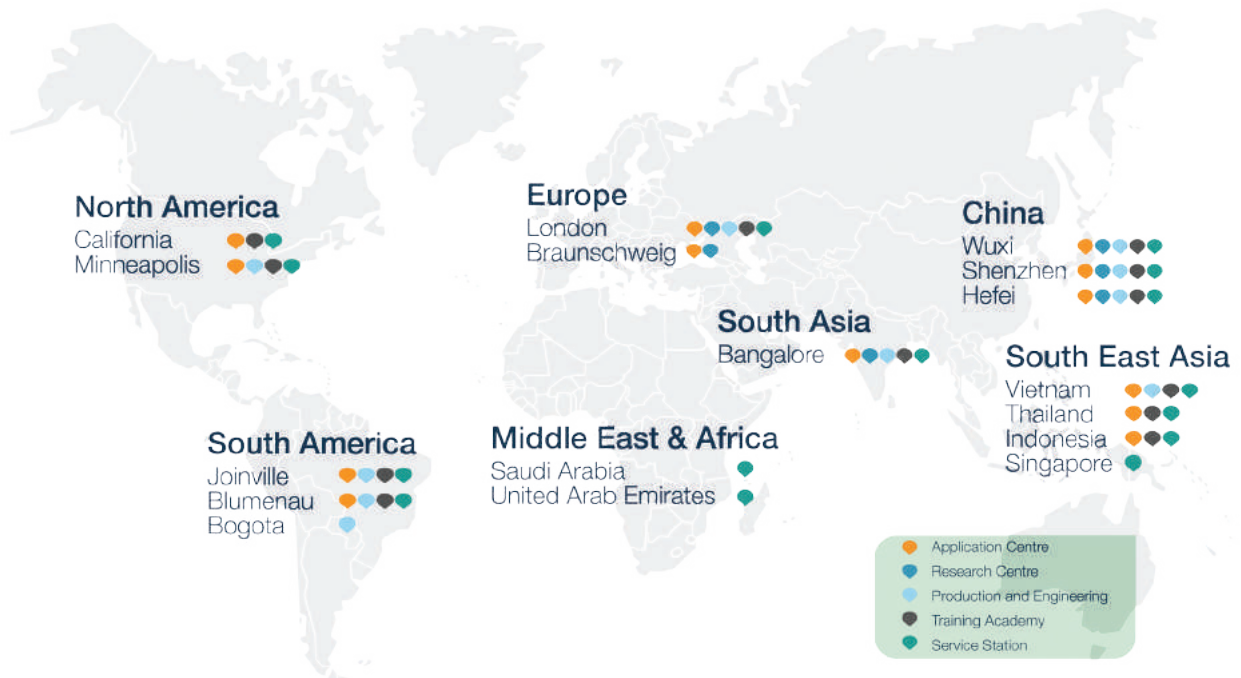 North America
California
Minneapolis
Europe
London
Braunschweig
China
Wuxi
Shenzhen
Hefei
South Asia
Bangalore
South East Asia
Vietnam
Thailand
Indonesia
Singapore
South America
Joinville
Blumenau
Bogota
Middle East & Africa
Saudi Arabia
United Arab Emirates
Application Centre
Research Centre
Production and Engineering
Training Academy
Service Station